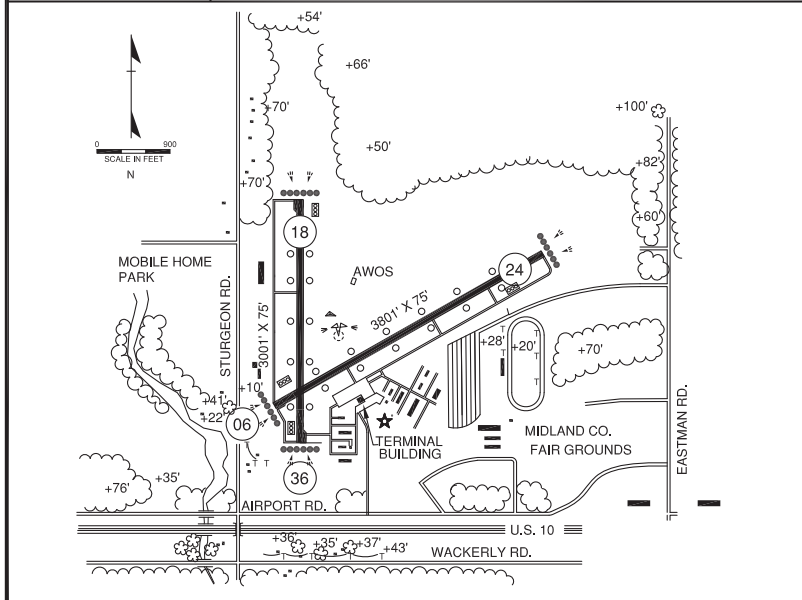 +54'
+66'
+70'
+100'
0 900
SCALE IN FEET
N
+50'
+82'
+70'
+60'
18
MOBILE HOME
PARK
24
AWOS
STURGEON RD.
3001' X 75'
3801' X 75'
+28'
+20'
+70'
+10'
+41'
+22'
06
EASTMAN RD.
MIDLAND CO.
FAIR GROUNDS
TERMINAL
BUILDING
T
T
T
T
T T
36
+76'
+35'
AIRPORT RD.
U.S. 10
+36'
+35'
+37'
+43'
T
T
T
WACKERLY RD.